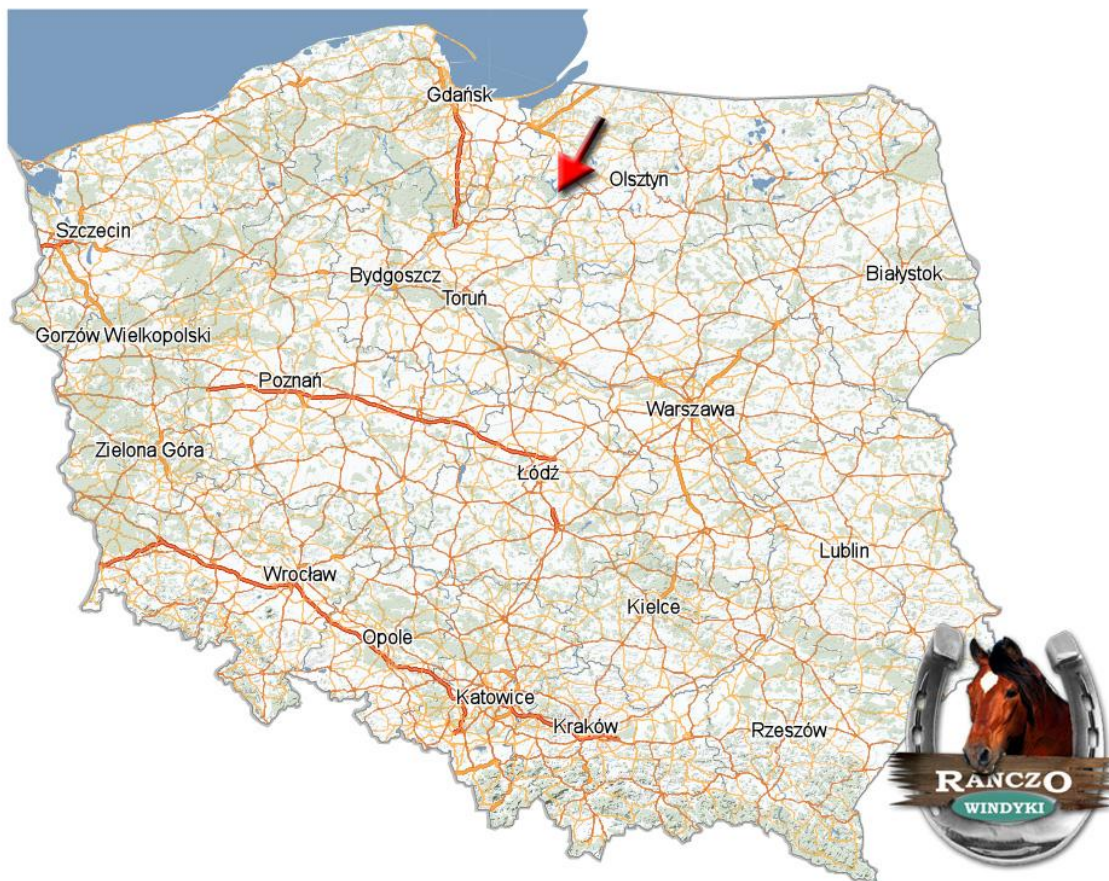 Gdańsk
Olsztyn
Szczecin
Białystok
Bydgoszcz
Toruń
Gorzów Wielkopolski
Poznań
Warszawa
Zielona Góra
Łódź
Lublin
Wrocław
Kielce
Opole
Katowice
Kraków
Rzeszów
RANCZO
WINDYKI